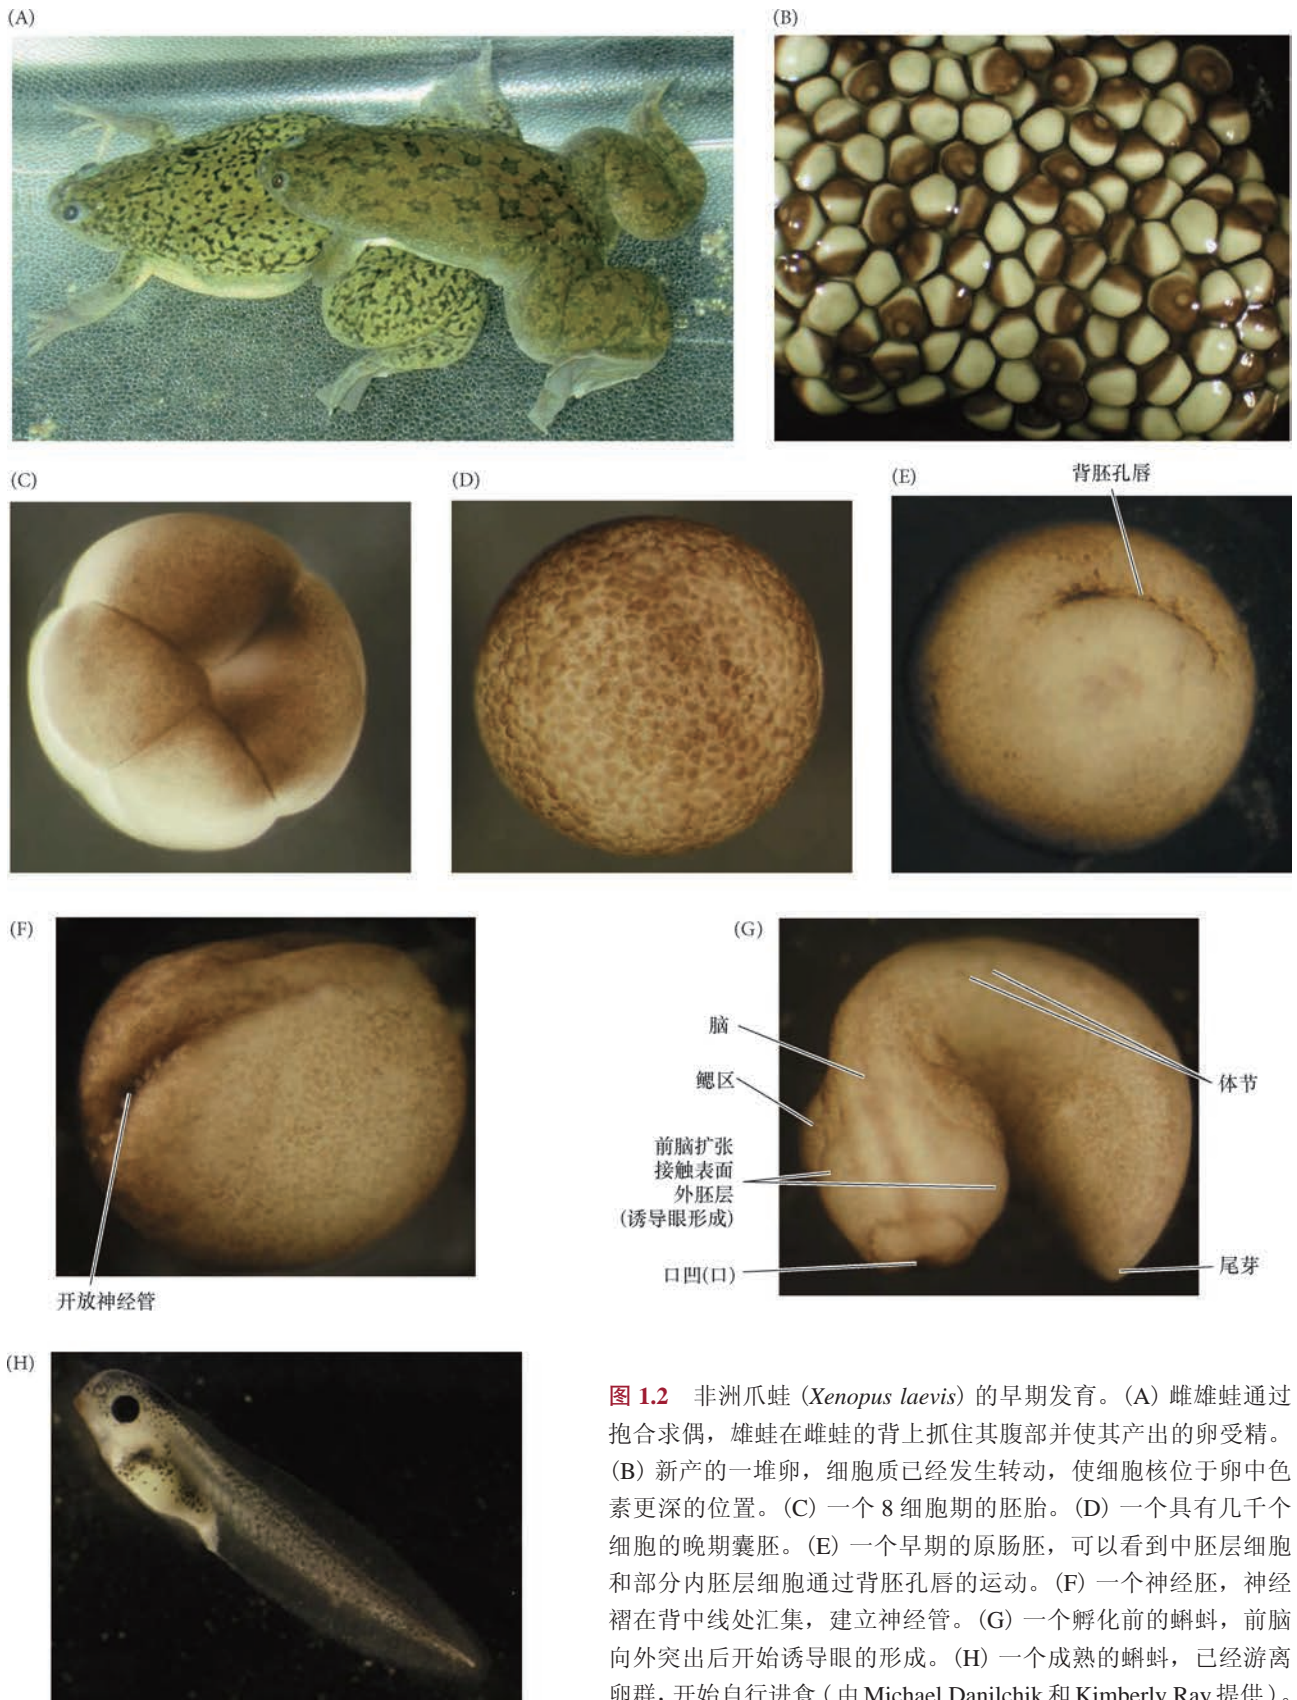 (A)
(B)
(C)
(D)
(E)
背胚孔唇
(F)
(G)
脑
鳃区
体节
前脑扩张
接触表面
外胚层
(诱导眼形成)
口凹(口)
尾芽
开放神经管
(H)
图 1.2 非洲爪蛙 (Xenopus laevis) 的早期发育。(A) 雌雄蛙通过
抱合求偶，雄蛙在雌蛙的背上抓住其腹部并使其产出的卵受精。
(B) 新产的一堆卵，细胞质已经发生转动，使细胞核位于卵中色
素更深的位置。(C) 一个 8 细胞期的胚胎。(D) 一个具有几千个
细胞的晚期囊胚。(E) 一个早期的原肠胚，可以看到中胚层细胞
和部分内胚层细胞通过背胚孔唇的运动。(F) 一个神经胚，神经
褶在背中线处汇集，建立神经管。(G) 一个孵化前的蝌蚪，前脑
向外突出后开始诱导眼的形成。(H) 一个成熟的蝌蚪，已经游离
卵群，开始自行进食 ( 由 Michael Danilchik 和 Kimberly Ray 提供 )。